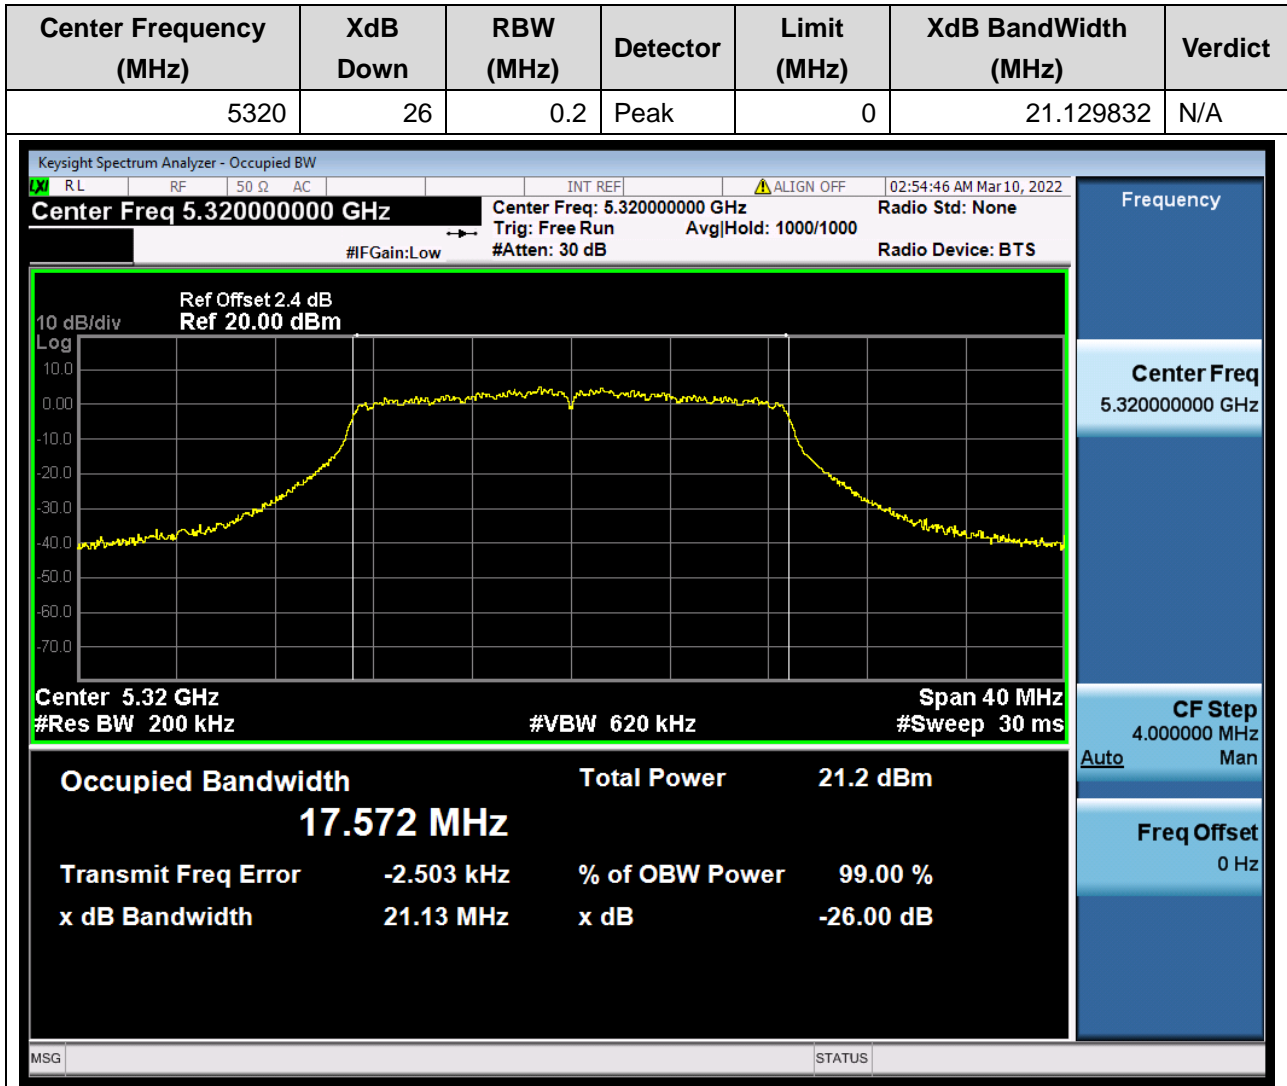 Center Frequency (MHz) XdB Down RBW (MHz) Detector Limit (MHz) XdB BandWidth (MHz) Verdict
5320 26 0.2 Peak 0 21.129832 N/A
Keysight Spectrum Analyzer - Occupied BW
LXI RL RF 50 Ω AC INT REF ALIGN OFF 02:54:46 AM Mar 10, 2022
Center Freq 5.320000000 GHz
Center Freq: 5.320000000 GHz
Radio Std: None
Trig: Free Run Avg|Hold: 1000/1000
#IFGain:Low #Atten: 30 dB
Radio Device: BTS
Ref Offset 2.4 dB
10 dB/div Ref 20.00 dBm
Log
10.0
0.00
-10.0
-20.0
-30.0
-40.0
-50.0
-60.0
-70.0
Center 5.32 GHz Span 40 MHz
#Res BW 200 kHz #VBW 620 kHz #Sweep 30 ms
Occupied Bandwidth Total Power 21.2 dBm
17.572 MHz
Transmit Freq Error -2.503 kHz % of OBW Power 99.00 %
x dB Bandwidth 21.13 MHz x dB -26.00 dB
Frequency
Center Freq
5.320000000 GHz
CF Step
4.000000 MHz
Auto Man
Freq Offset
0 Hz
MSG STATUS